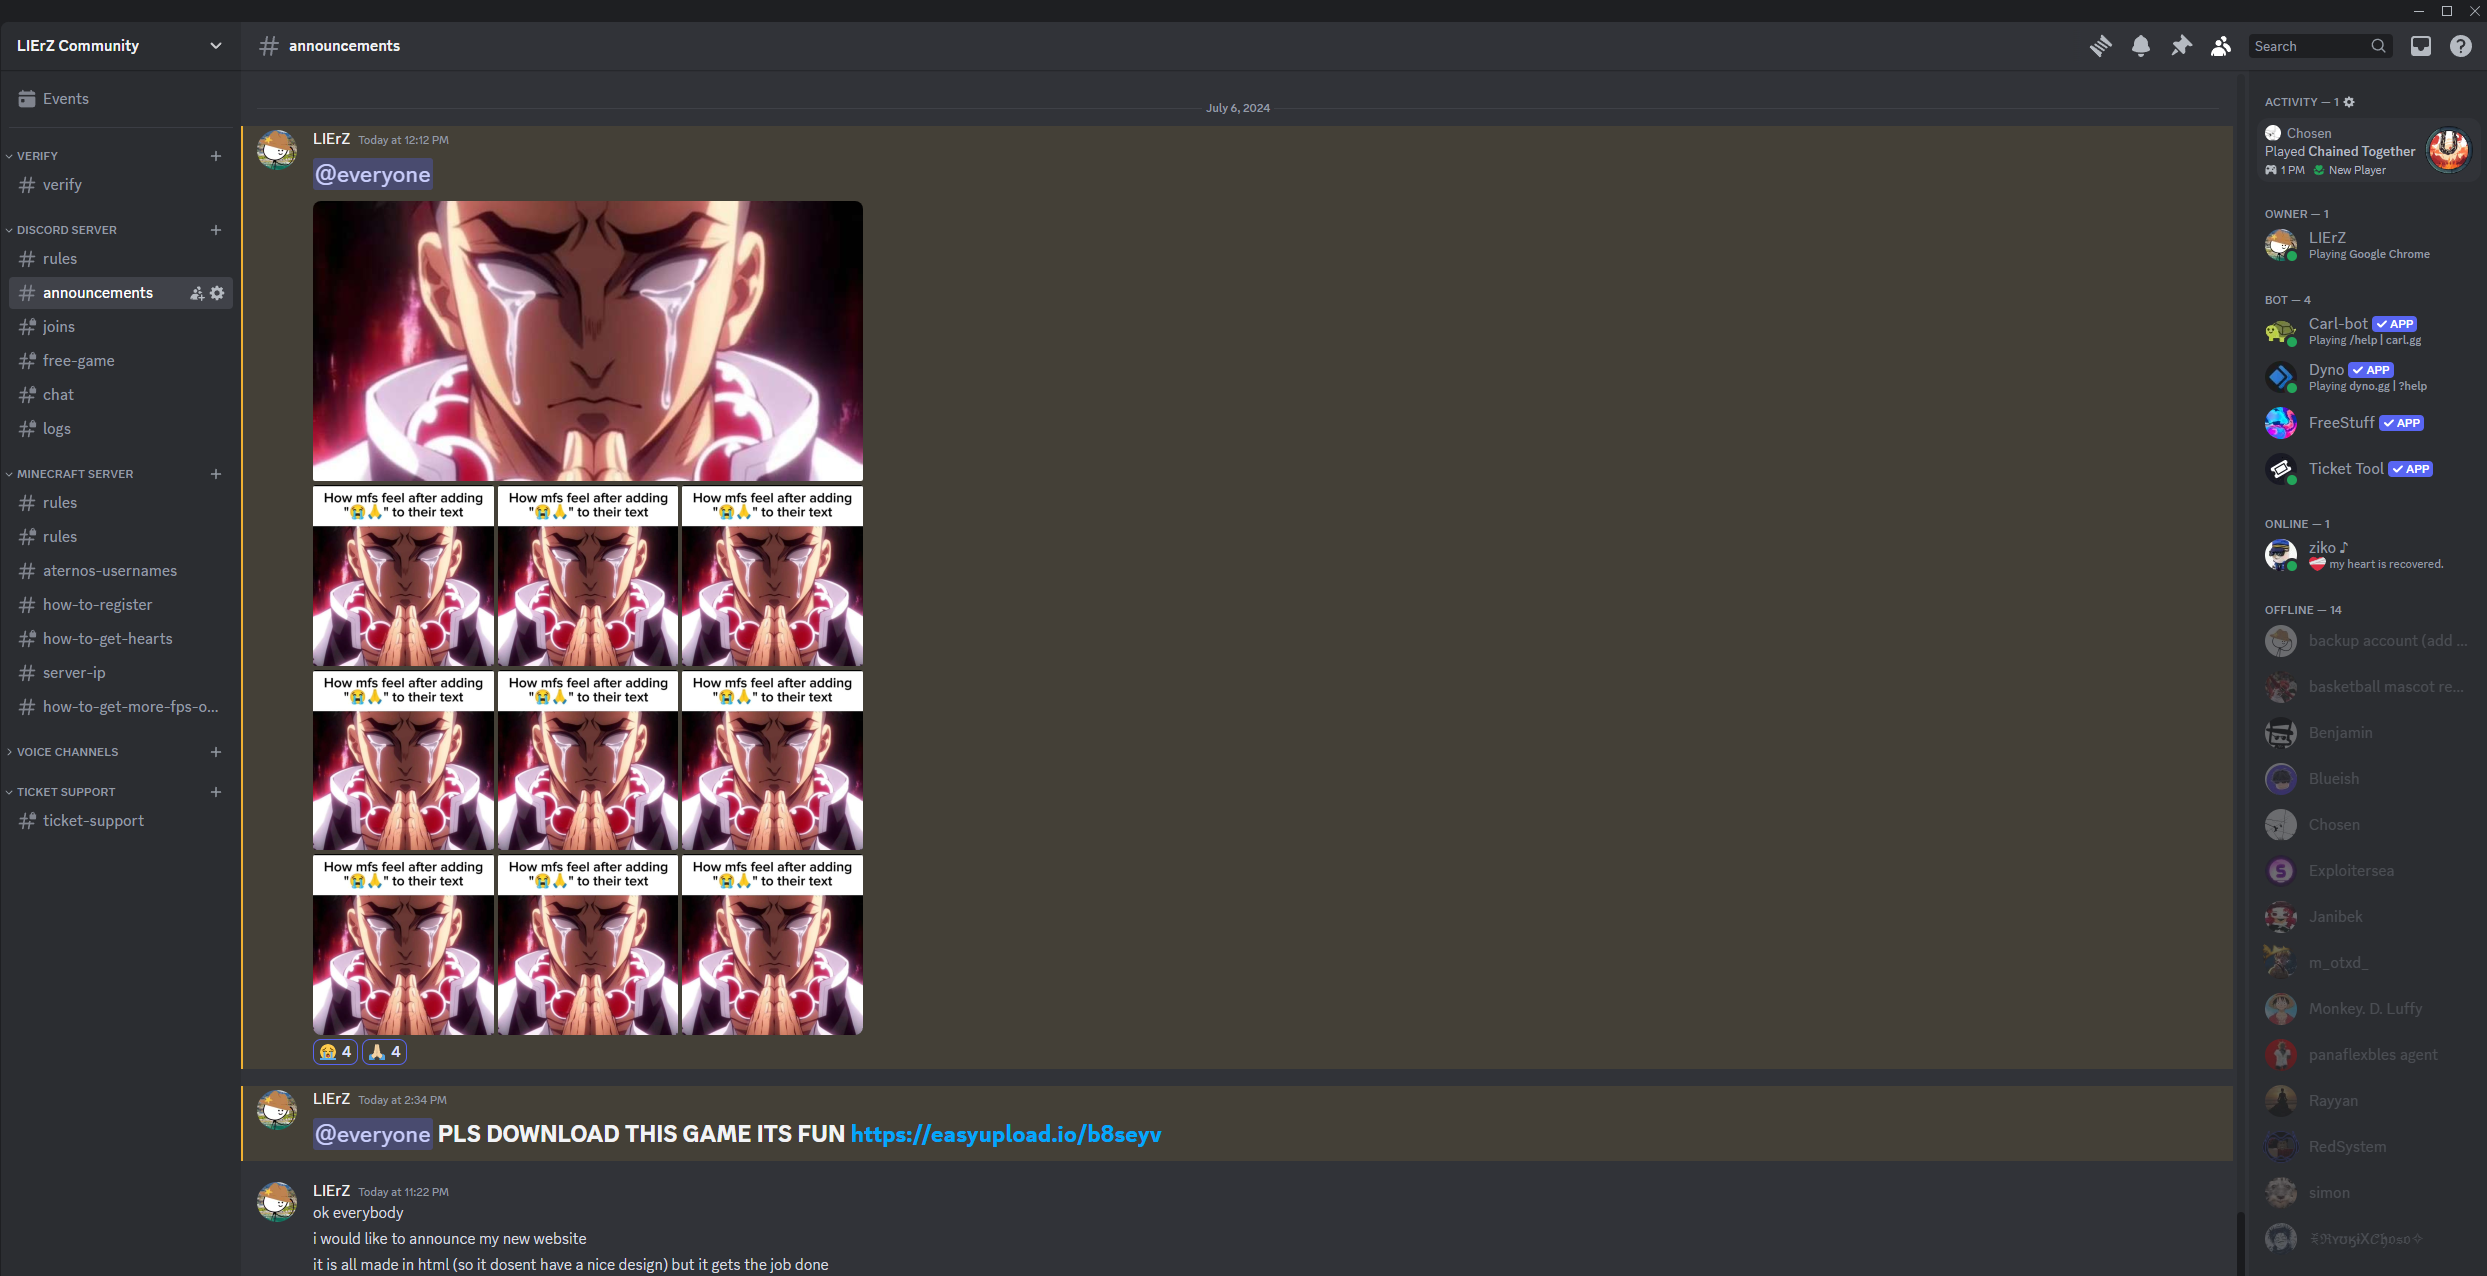 LIErZ Community
Events
VERIFY
verify
DISCORD SERVER
rules
announcements
joins
free-game
chat
logs
MINECRAFT SERVER
rules
rules
aternos-usernames
how-to-register
how-to-get-hearts
server-ip
how-to-get-more-fps-o...
VOICE CHANNELS
TICKET SUPPORT
ticket-support
announcements
Search
July 6, 2024
LIErZ Today at 12:12 PM
@everyone
How mfs feel after adding
"😭🙏" to their text
How mfs feel after adding
"😭🙏" to their text
How mfs feel after adding
"😭🙏" to their text
How mfs feel after adding
"😭🙏" to their text
How mfs feel after adding
"😭🙏" to their text
How mfs feel after adding
"😭🙏" to their text
How mfs feel after adding
"😭🙏" to their text
How mfs feel after adding
"😭🙏" to their text
How mfs feel after adding
"😭🙏" to their text
😭 4 🙏🏻 4
LIErZ Today at 2:34 PM
@everyone PLS DOWNLOAD THIS GAME ITS FUN https://easyupload.io/b8seyv
LIErZ Today at 11:22 PM
ok everybody
i would like to announce my new website
it is all made in html (so it dosent have a nice design) but it gets the job done
ACTIVITY — 1
Chosen
Played Chained Together
1 PM New Player
OWNER — 1
LIErZ
Playing Google Chrome
BOT — 4
Carl-bot ✓ APP
Playing /help | carl.gg
Dyno ✓ APP
Playing dyno.gg | ?help
FreeStuff ✓ APP
Ticket Tool ✓ APP
ONLINE — 1
ziko ♪
my heart is recovered.
OFFLINE — 14
backup account (add ...
basketball mascot re...
Benjamin
Blueish
Chosen
Exploitersea
Janibek
m_otxd_
Monkey. D. Luffy
panaflexbles agent
Rayyan
RedSystem
simon